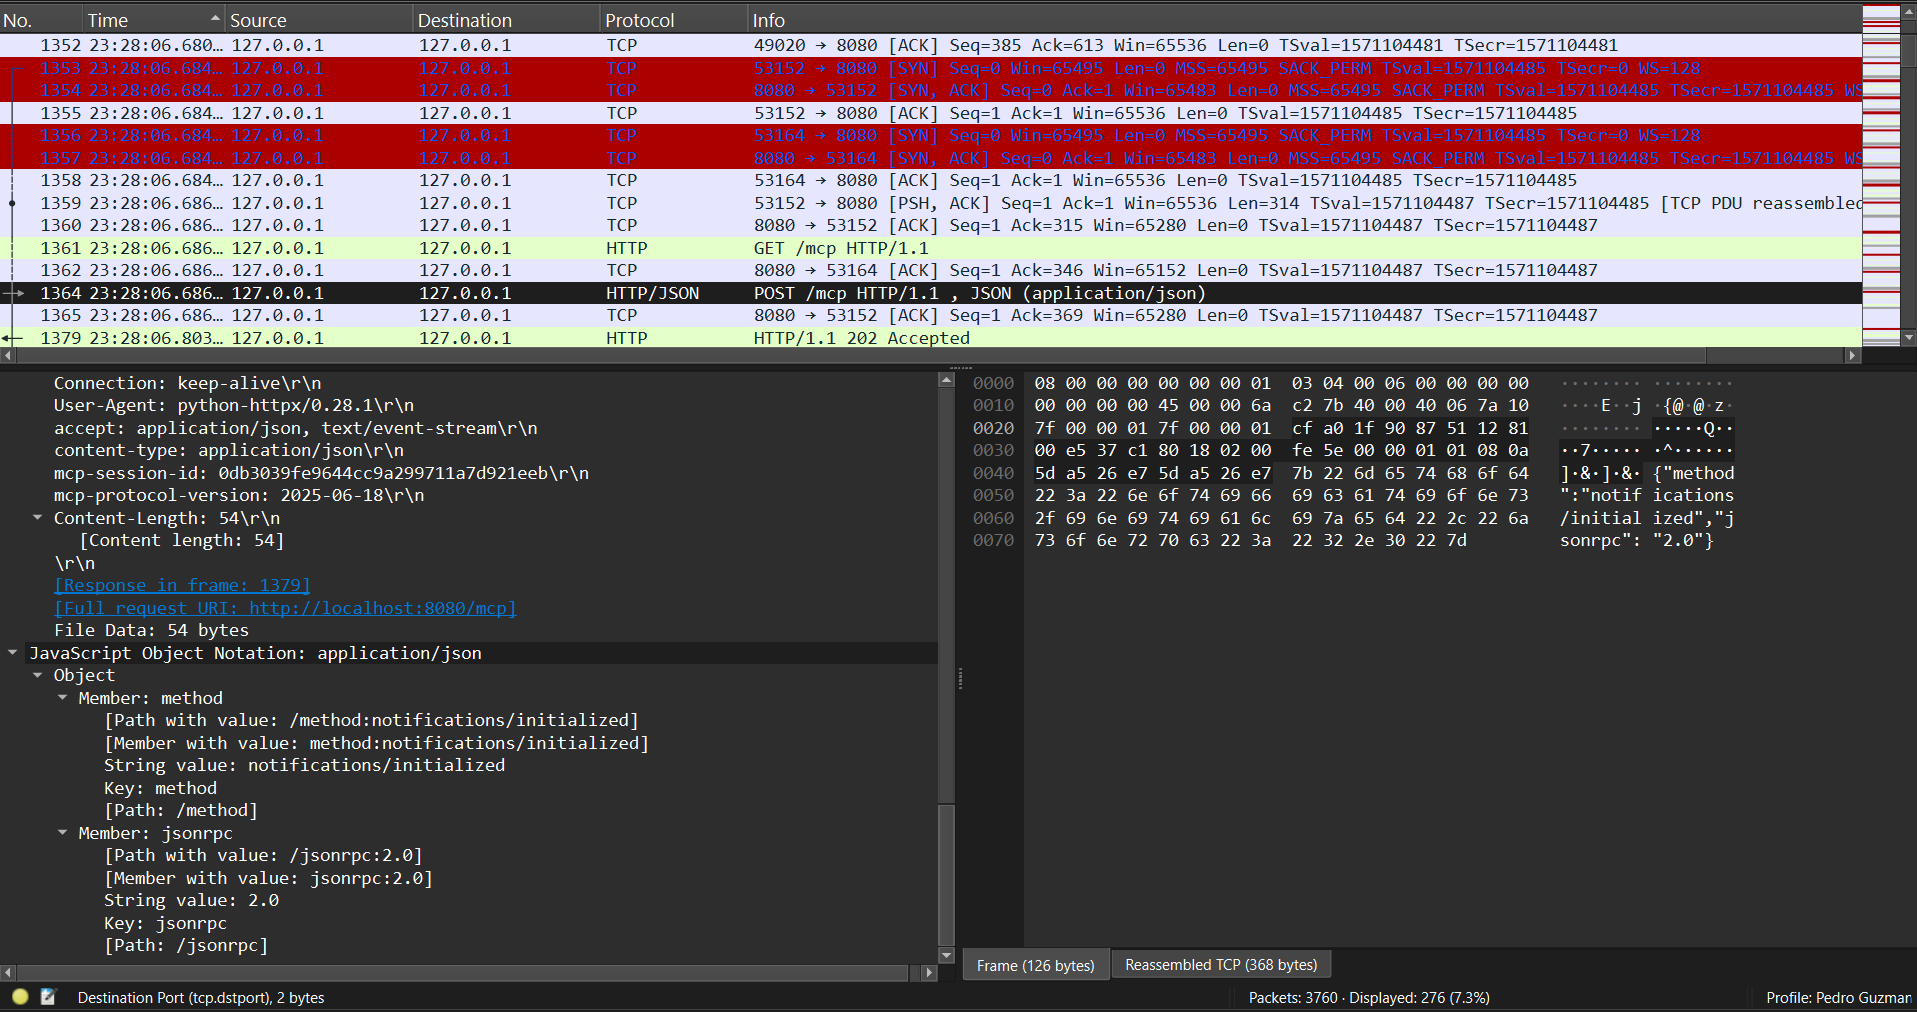 No. Time Source Destination Protocol Info
1352 23:28:06.680… 127.0.0.1 127.0.0.1 TCP 49020 → 8080 [ACK] Seq=385 Ack=613 Win=65536 Len=0 TSval=1571104481 TSecr=1571104481
1353 23:28:06.684… 127.0.0.1 127.0.0.1 TCP 53152 → 8080 [SYN] Seq=0 Win=65495 Len=0 MSS=65495 SACK_PERM TSval=1571104485 TSecr=0 WS=128
1354 23:28:06.684… 127.0.0.1 127.0.0.1 TCP 8080 → 53152 [SYN, ACK] Seq=0 Ack=1 Win=65483 Len=0 MSS=65495 SACK_PERM TSval=1571104485 TSecr=1571104485 WS
1355 23:28:06.684… 127.0.0.1 127.0.0.1 TCP 53152 → 8080 [ACK] Seq=1 Ack=1 Win=65536 Len=0 TSval=1571104485 TSecr=1571104485
1356 23:28:06.684… 127.0.0.1 127.0.0.1 TCP 53164 → 8080 [SYN] Seq=0 Win=65495 Len=0 MSS=65495 SACK_PERM TSval=1571104485 TSecr=0 WS=128
1357 23:28:06.684… 127.0.0.1 127.0.0.1 TCP 8080 → 53164 [SYN, ACK] Seq=0 Ack=1 Win=65483 Len=0 MSS=65495 SACK_PERM TSval=1571104485 TSecr=1571104485 WS
1358 23:28:06.684… 127.0.0.1 127.0.0.1 TCP 53164 → 8080 [ACK] Seq=1 Ack=1 Win=65536 Len=0 TSval=1571104485 TSecr=1571104485
1359 23:28:06.686… 127.0.0.1 127.0.0.1 TCP 53152 → 8080 [PSH, ACK] Seq=1 Ack=1 Win=65536 Len=314 TSval=1571104487 TSecr=1571104485 [TCP PDU reassembled
1360 23:28:06.686… 127.0.0.1 127.0.0.1 TCP 8080 → 53152 [ACK] Seq=1 Ack=315 Win=65280 Len=0 TSval=1571104487 TSecr=1571104487
1361 23:28:06.686… 127.0.0.1 127.0.0.1 HTTP GET /mcp HTTP/1.1
1362 23:28:06.686… 127.0.0.1 127.0.0.1 TCP 8080 → 53164 [ACK] Seq=1 Ack=346 Win=65152 Len=0 TSval=1571104487 TSecr=1571104487
1364 23:28:06.686… 127.0.0.1 127.0.0.1 HTTP/JSON POST /mcp HTTP/1.1 , JSON (application/json)
1365 23:28:06.686… 127.0.0.1 127.0.0.1 TCP 8080 → 53152 [ACK] Seq=1 Ack=369 Win=65280 Len=0 TSval=1571104487 TSecr=1571104487
1379 23:28:06.803… 127.0.0.1 127.0.0.1 HTTP HTTP/1.1 202 Accepted
Connection: keep-alive\r\n
User-Agent: python-httpx/0.28.1\r\n
accept: application/json, text/event-stream\r\n
content-type: application/json\r\n
mcp-session-id: 0db3039fe9644cc9a299711a7d921eeb\r\n
mcp-protocol-version: 2025-06-18\r\n
Content-Length: 54\r\n
[Content length: 54]
\r\n
[Response in frame: 1379]
[Full request URI: http://localhost:8080/mcp]
File Data: 54 bytes
JavaScript Object Notation: application/json
Object
Member: method
[Path with value: /method:notifications/initialized]
[Member with value: method:notifications/initialized]
String value: notifications/initialized
Key: method
[Path: /method]
Member: jsonrpc
[Path with value: /jsonrpc:2.0]
[Member with value: jsonrpc:2.0]
String value: 2.0
Key: jsonrpc
[Path: /jsonrpc]
0000 08 00 00 00 00 00 00 01 03 04 00 06 00 00 00 00 ········ ········
0010 00 00 00 00 45 00 00 6a c2 7b 40 00 40 06 7a 10 ····E··j ·{@·@·z·
0020 7f 00 00 01 7f 00 00 01 cf a0 1f 90 87 51 12 81 ········ ·····Q··
0030 00 e5 37 c1 80 18 02 00 fe 5e 00 00 01 01 08 0a ··7····· ·^······
0040 5d a5 26 e7 5d a5 26 e7 7b 22 6d 65 74 68 6f 64 ]·&·]·&· {"method
0050 22 3a 22 6e 6f 74 69 66 69 63 61 74 69 6f 6e 73 ":"notif ications
0060 2f 69 6e 69 74 69 61 6c 69 7a 65 64 22 2c 22 6a /initial ized","j
0070 73 6f 6e 72 70 63 22 3a 22 32 2e 30 22 7d sonrpc": "2.0"}
Frame (126 bytes) Reassembled TCP (368 bytes)
Destination Port (tcp.dstport), 2 bytes Packets: 3760 · Displayed: 276 (7.3%) Profile: Pedro Guzman